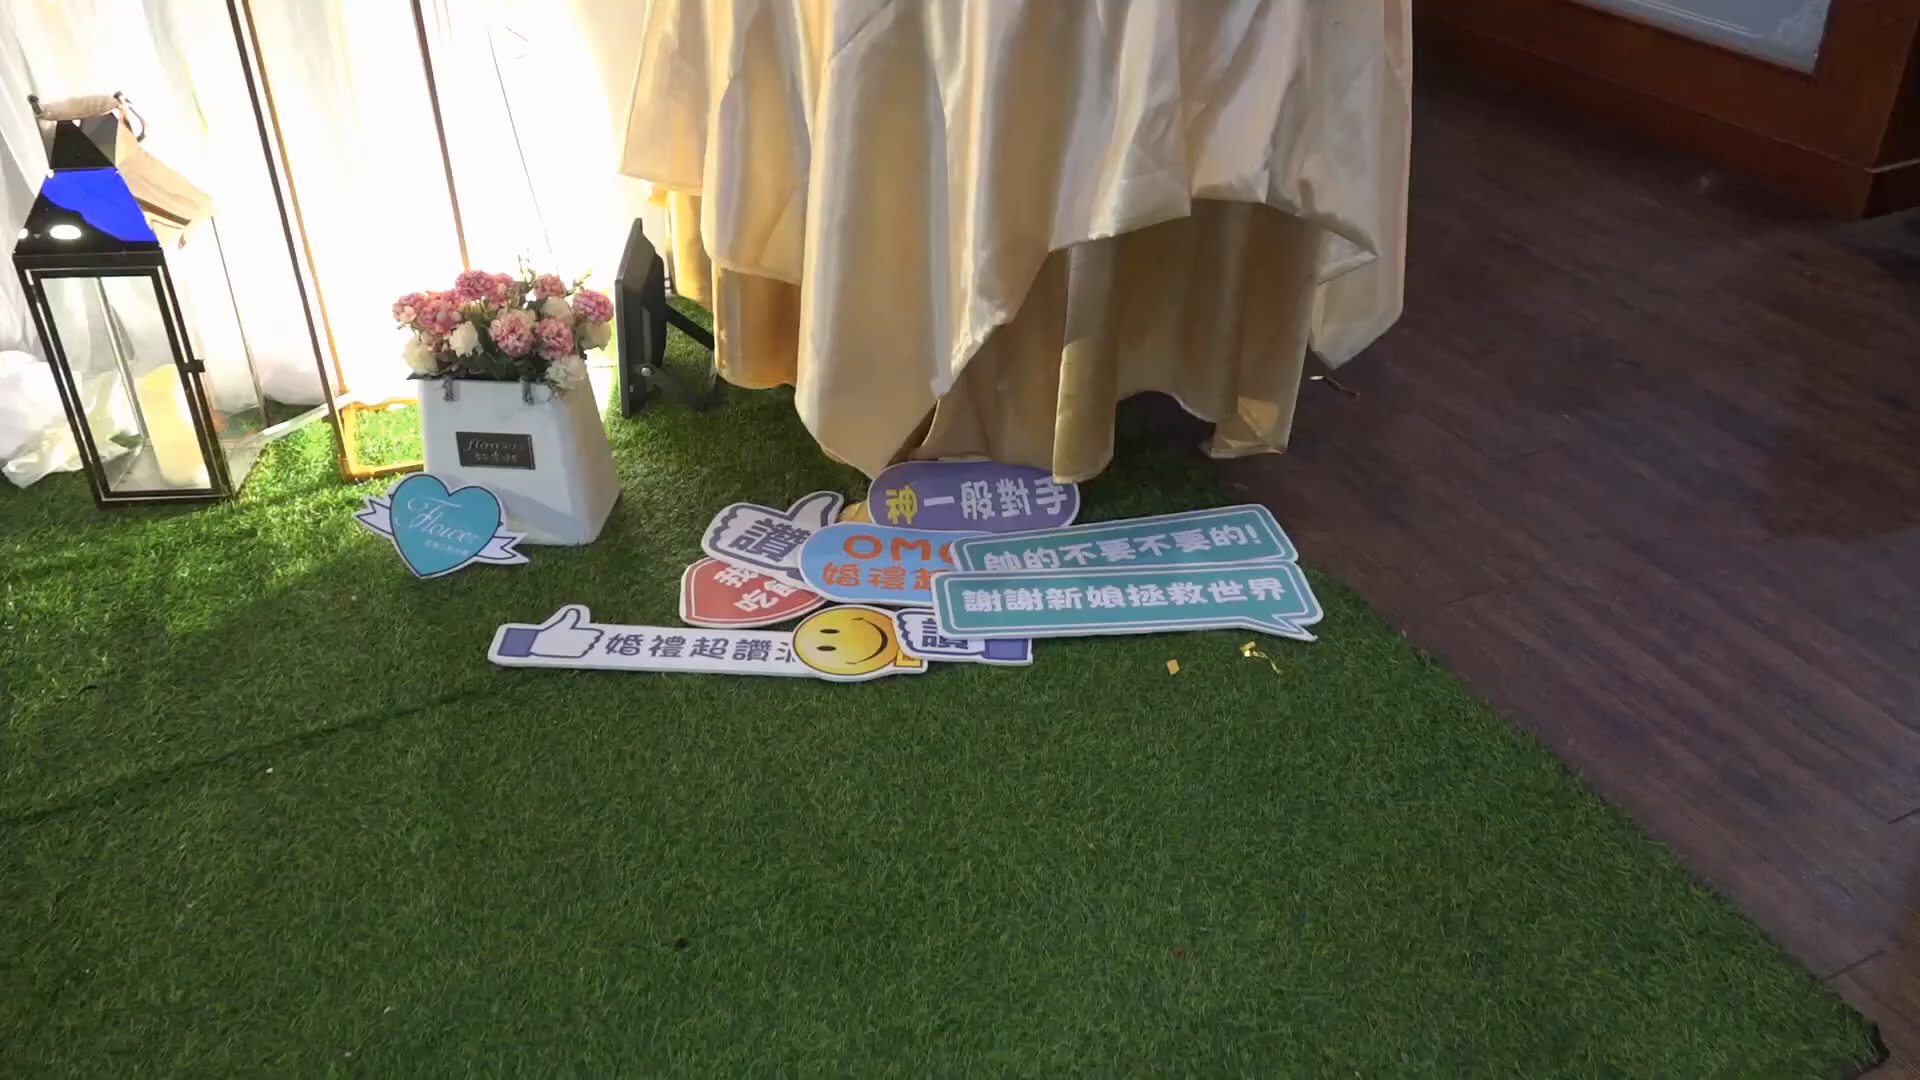 flowers
Flower
神一般對手
讚
OMG
婚禮超
帥的不要不要的!
謝謝新娘拯救世界
婚禮超讚
讚